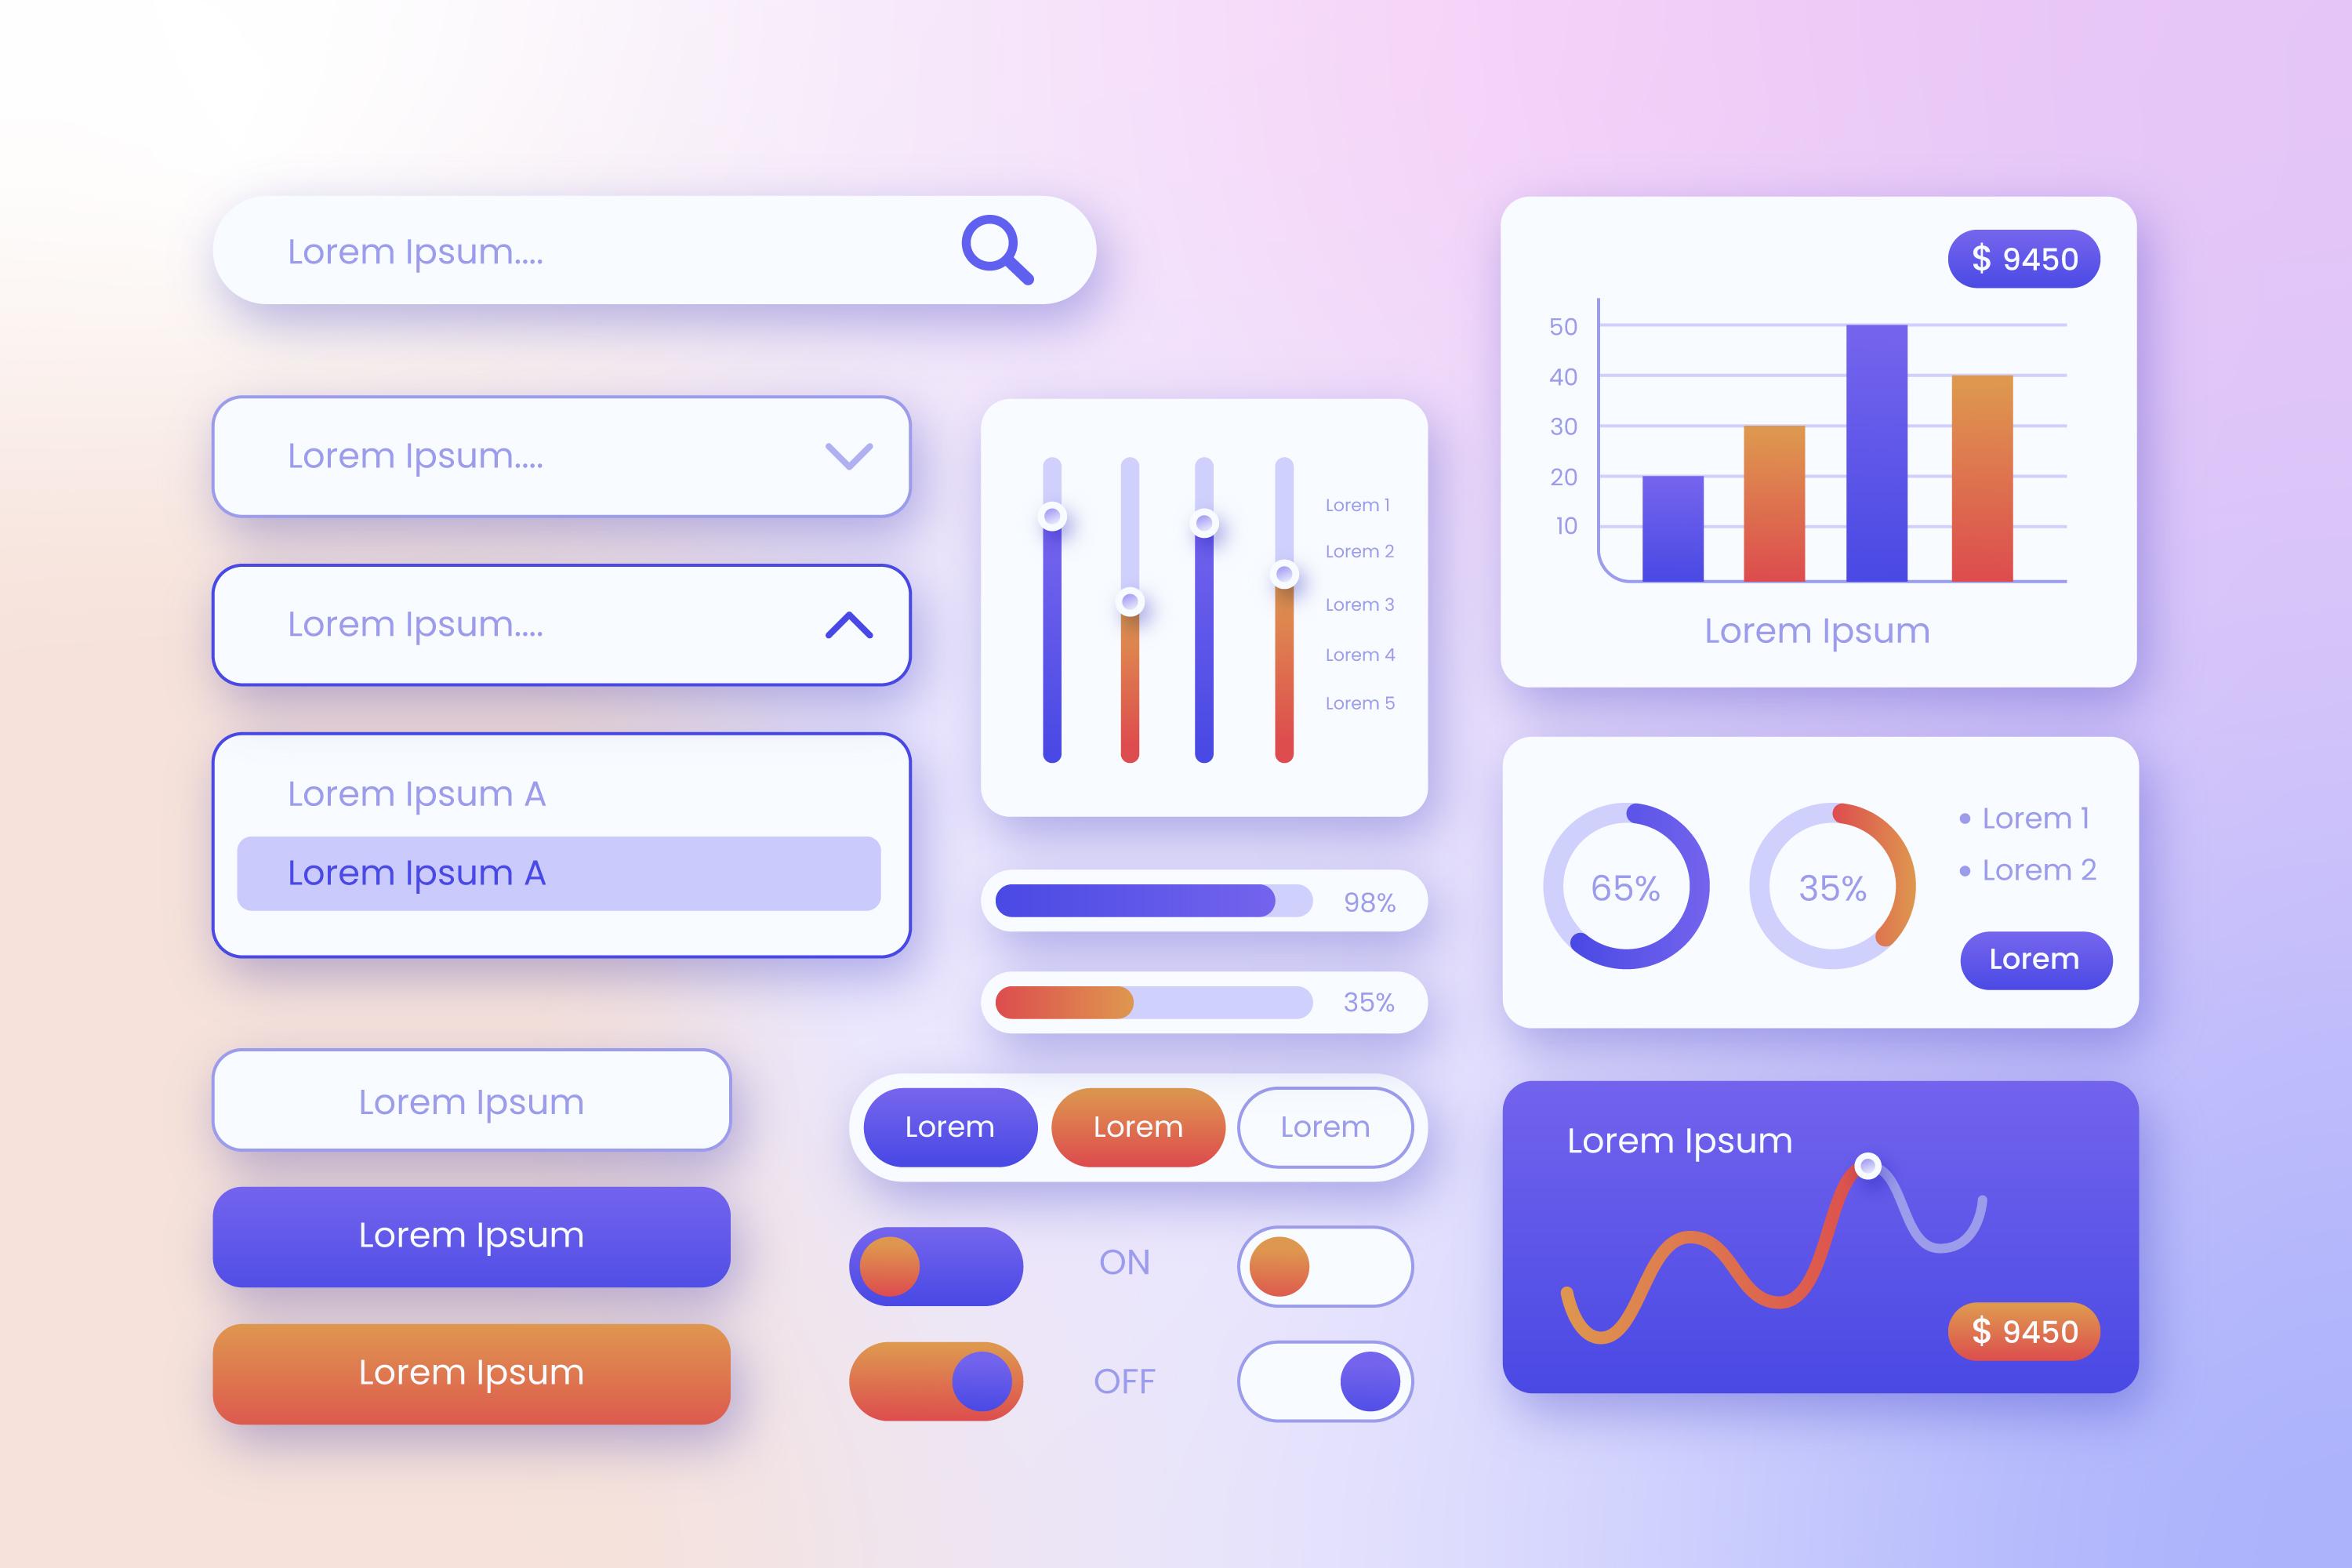 Lorem Ipsum....
Lorem Ipsum....
Lorem Ipsum....
Lorem Ipsum A
Lorem Ipsum A
Lorem Ipsum
Lorem Ipsum
Lorem Ipsum
Lorem 1
Lorem 2
Lorem 3
Lorem 4
Lorem 5
98%
35%
Lorem Lorem Lorem
ON
OFF
$ 9450
50
40
30
20
10
Lorem Ipsum
65% 35%
• Lorem 1
• Lorem 2
Lorem
Lorem Ipsum
$ 9450